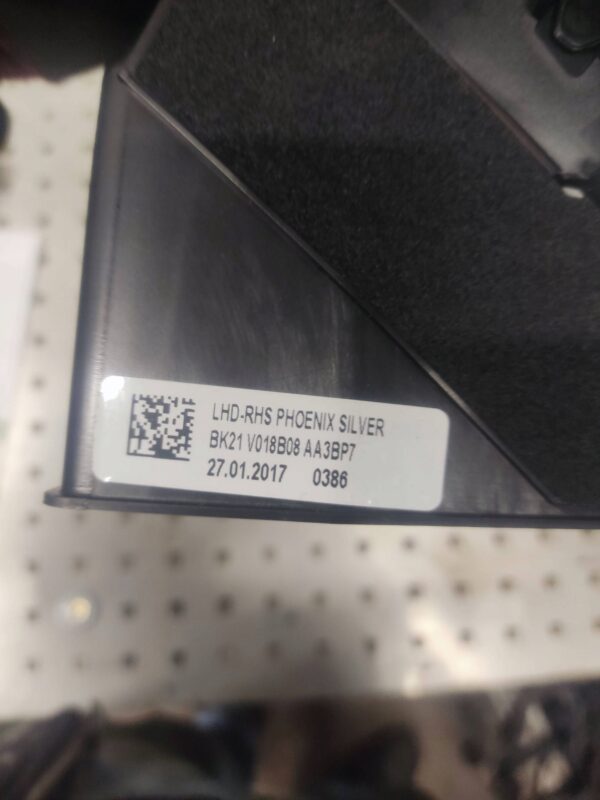 LHD-RHS PHOENIX SILVER
BK21 V018B08 AA3BP7
27.01.2017 0386